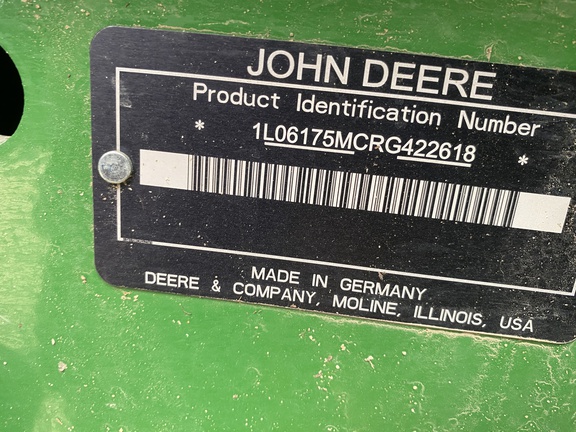 JOHN DEERE
Product Identification Number
* 1L06175MCRG422618 *
MADE IN GERMANY
DEERE & COMPANY, MOLINE, ILLINOIS, USA